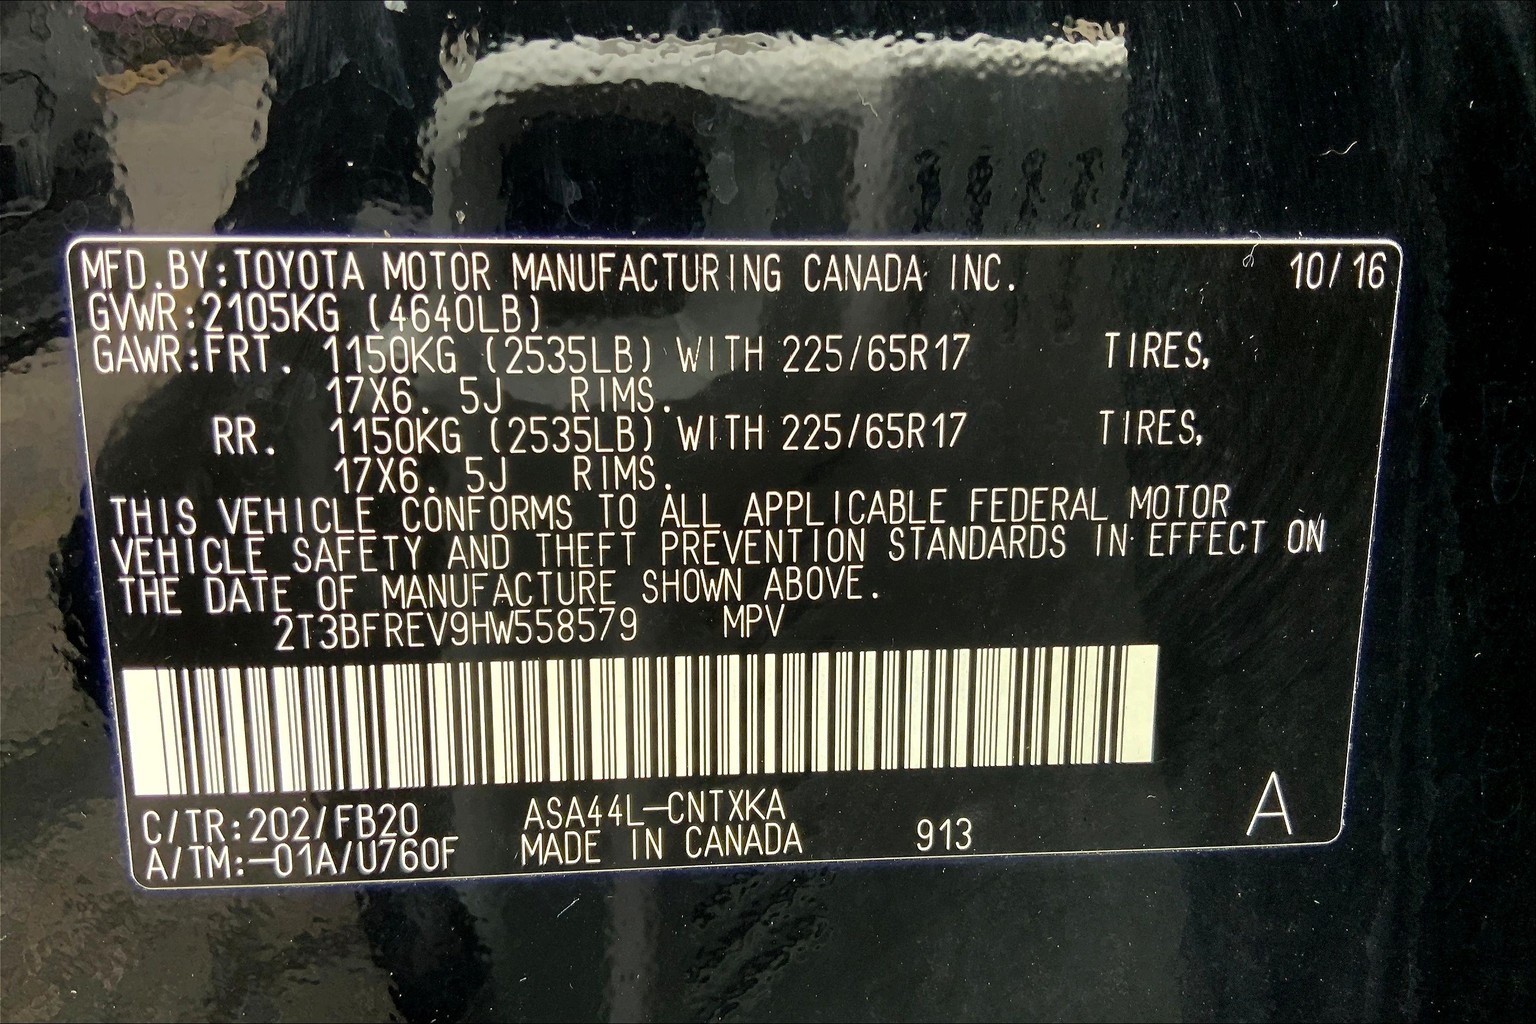 MFD.BY:TOYOTA MOTOR MANUFACTURING CANADA INC. 10/16
GVWR:2105KG (4640LB)
GAWR:FRT. 1150KG (2535LB) WITH 225/65R17 TIRES,
17X6.5J RIMS.
RR. 1150KG (2535LB) WITH 225/65R17 TIRES,
17X6.5J RIMS.
THIS VEHICLE CONFORMS TO ALL APPLICABLE FEDERAL MOTOR
VEHICLE SAFETY AND THEFT PREVENTION STANDARDS IN EFFECT ON
THE DATE OF MANUFACTURE SHOWN ABOVE.
2T3BFREV9HW558579 MPV
C/TR:202/FB20 ASA44L-CNTXKA
A/TM:-01A/U760F MADE IN CANADA 913 A